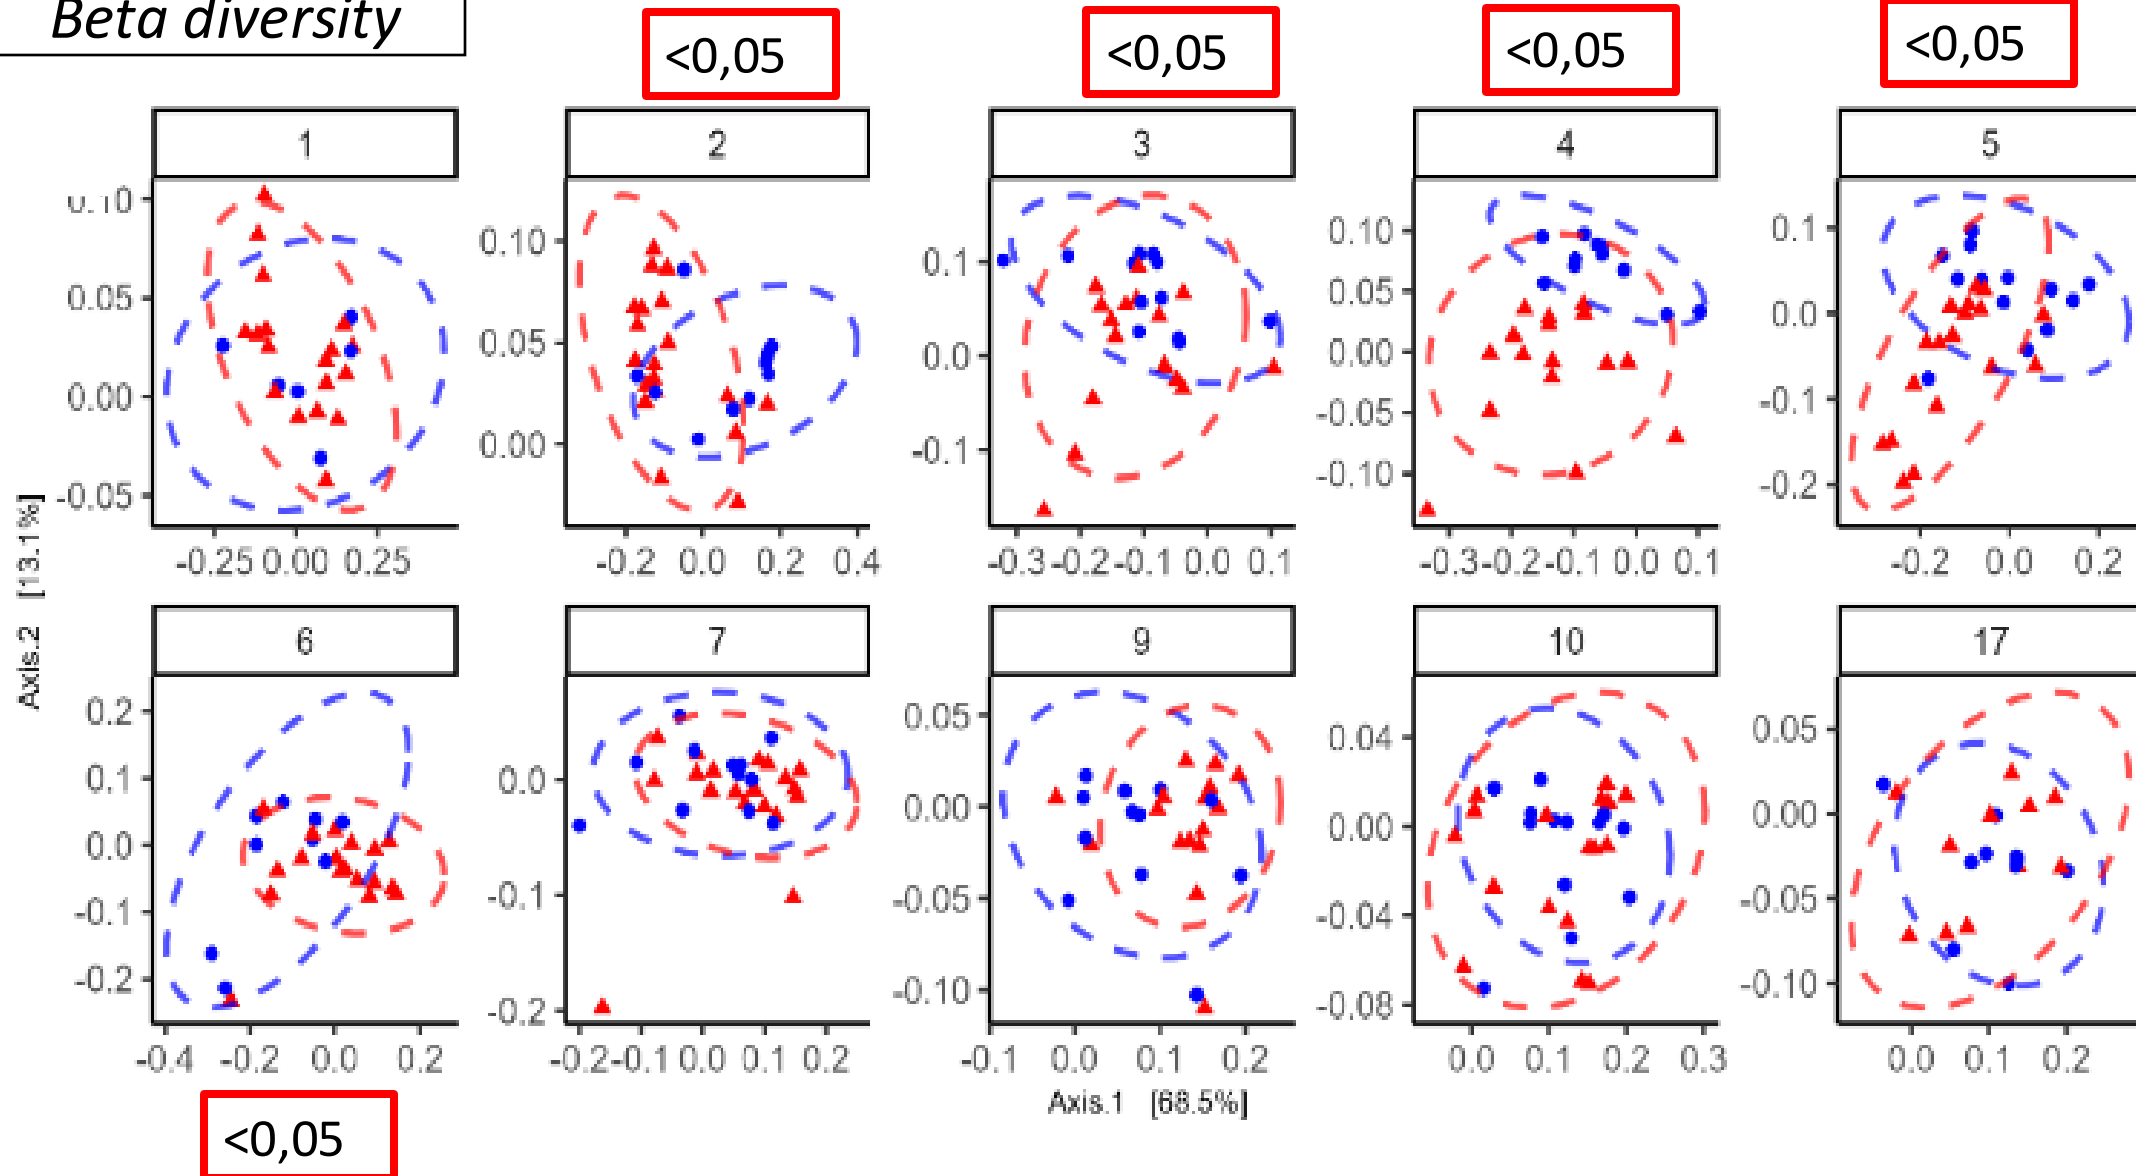 Beta diversity
<0,05 <0,05 <0,05 <0,05
1 2 3 4 5
0.10 0.05 0.00 -0.05
0.10 0.05 0.00
0.1 0.0 -0.1
0.10 0.05 0.00 -0.05 -0.10
0.1 0.0 -0.1 -0.2
-0.25 0.00 0.25
-0.2 0.0 0.2 0.4
-0.3 -0.2 -0.1 0.0 0.1
-0.3 -0.2 -0.1 0.0 0.1
-0.2 0.0 0.2
Axis.2 [13.1%]
6 7 9 10 17
0.2 0.1 0.0 -0.1 -0.2
0.0 -0.1 -0.2
0.05 0.00 -0.05 -0.10
0.04 0.00 -0.04 -0.08
0.05 0.00 -0.05 -0.10
-0.4 -0.2 0.0 0.2
-0.2 -0.1 0.0 0.1 0.2
-0.1 0.0 0.1 0.2
0.0 0.1 0.2 0.3
0.0 0.1 0.2
Axis.1 [68.5%]
<0,05